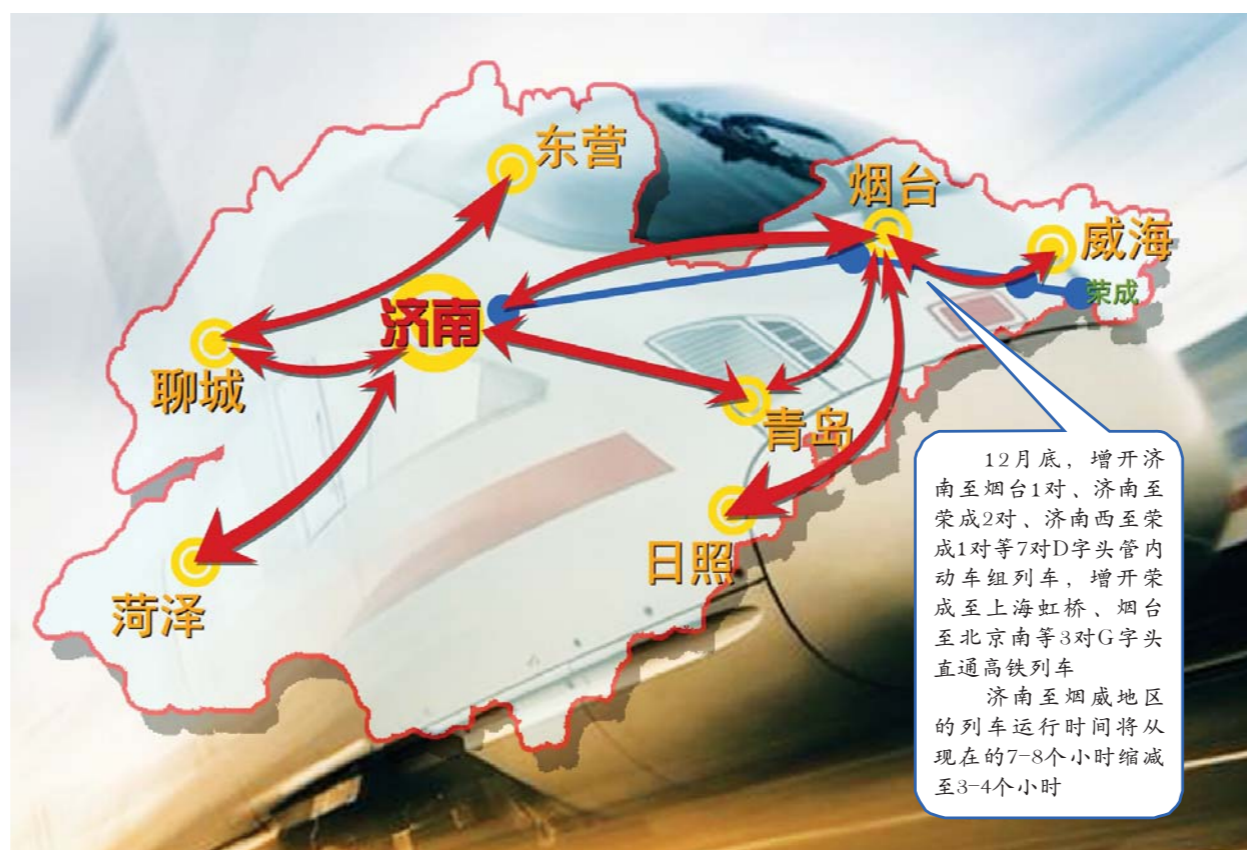 东营
烟台
威海
荣成
济南
聊城
青岛
日照
菏泽
12月底，增开济
南至烟台1对、济南至
荣成2对、济南西至荣
成1对等7对D字头管内
动车组列车，增开荣
成至上海虹桥、烟台
至北京南等3对G字头
直通高铁列车
济南至烟威地区
的列车运行时间将从
现在的7-8个小时缩减
至3-4个小时